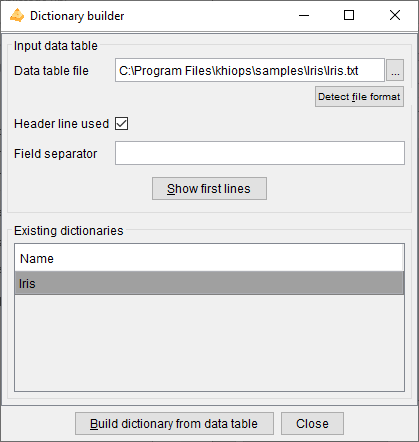 Dictionary builder
Input data table
Data table file C:\Program Files\khiops\samples\Iris\Iris.txt ...
Detect file format
Header line used
Field separator
Show first lines
Existing dictionaries
Name
Iris
Build dictionary from data table Close